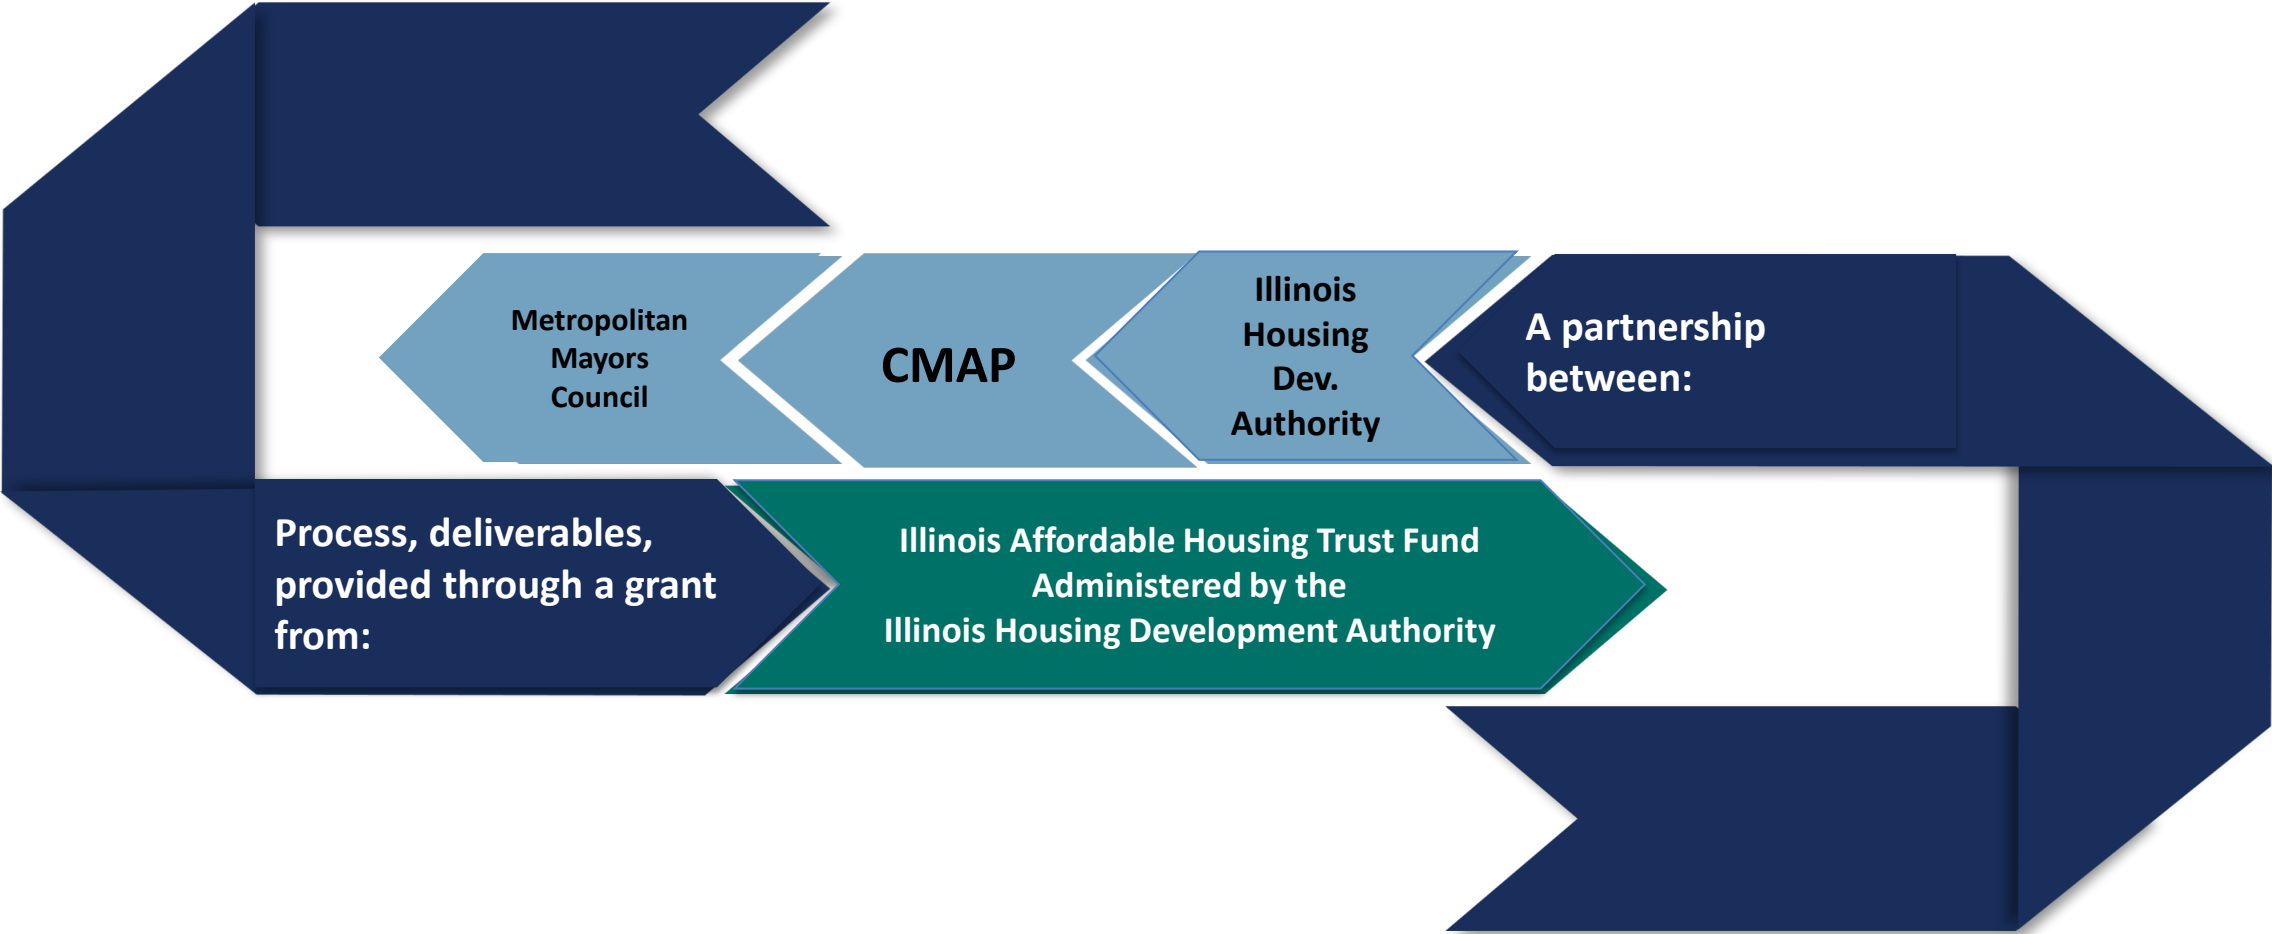 A partnership
between:
Illinois
Housing
Dev.
Authority
CMAP
Metropolitan
Mayors
Council
Process, deliverables,
provided through a grant
from:
Illinois Affordable Housing Trust Fund
Administered by the
Illinois Housing Development Authority